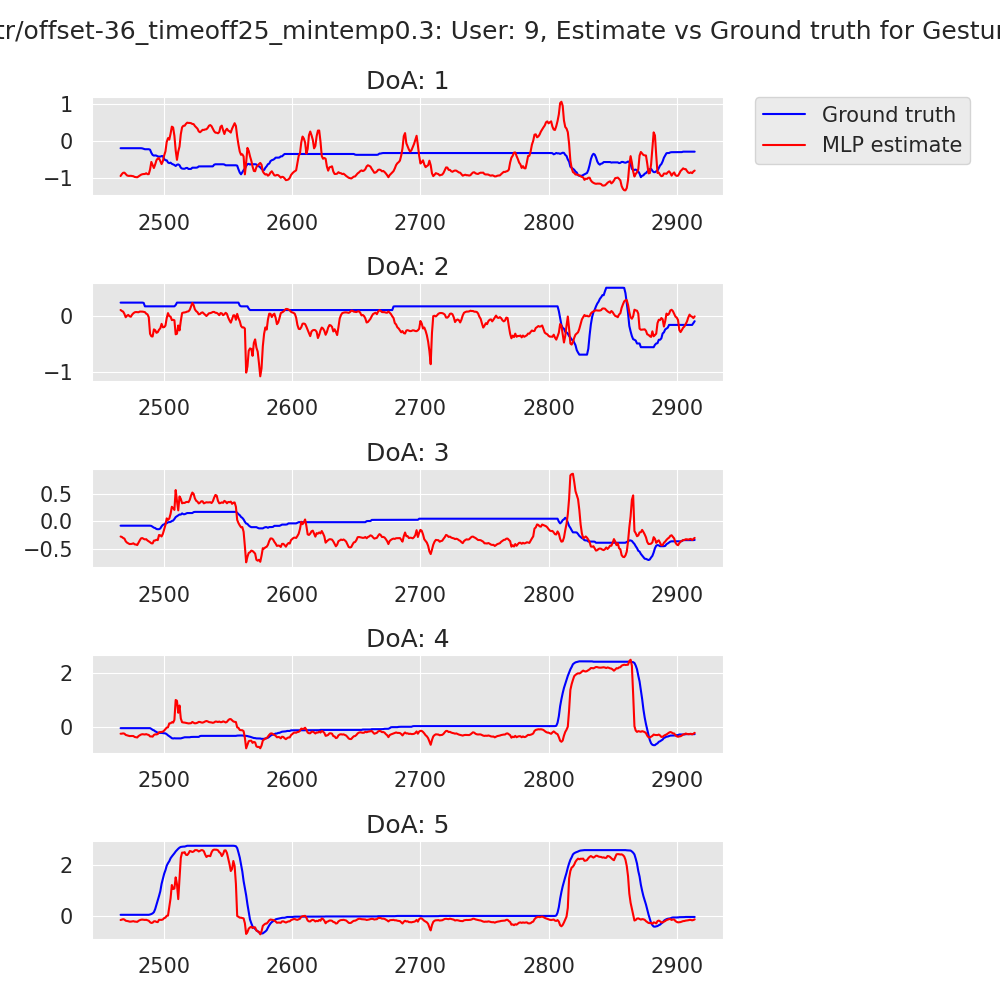 tr/offset-36_timeoff25_mintemp0.3: User: 9, Estimate vs Ground truth for Gestur
DoA: 1
Ground truth
MLP estimate
1
0
−1
2500 2600 2700 2800 2900
DoA: 2
0
−1
2500 2600 2700 2800 2900
DoA: 3
0.5
0.0
−0.5
2500 2600 2700 2800 2900
DoA: 4
2
0
2500 2600 2700 2800 2900
DoA: 5
2
0
2500 2600 2700 2800 2900